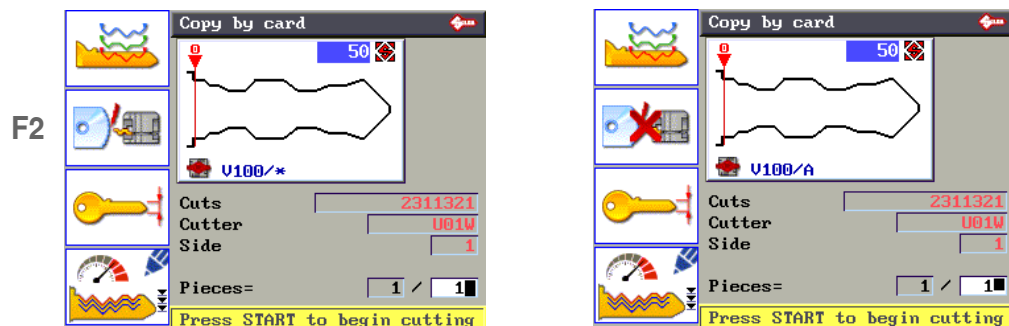 F2
Copy by card
SILCA
0
50
V100/*
Cuts 2311321
Cutter U01W
Side 1
Pieces= 1 / 1
Press START to begin cutting
Copy by card
SILCA
0
50
V100/A
Cuts 2311321
Cutter U01W
Side 1
Pieces= 1 / 1
Press START to begin cutting